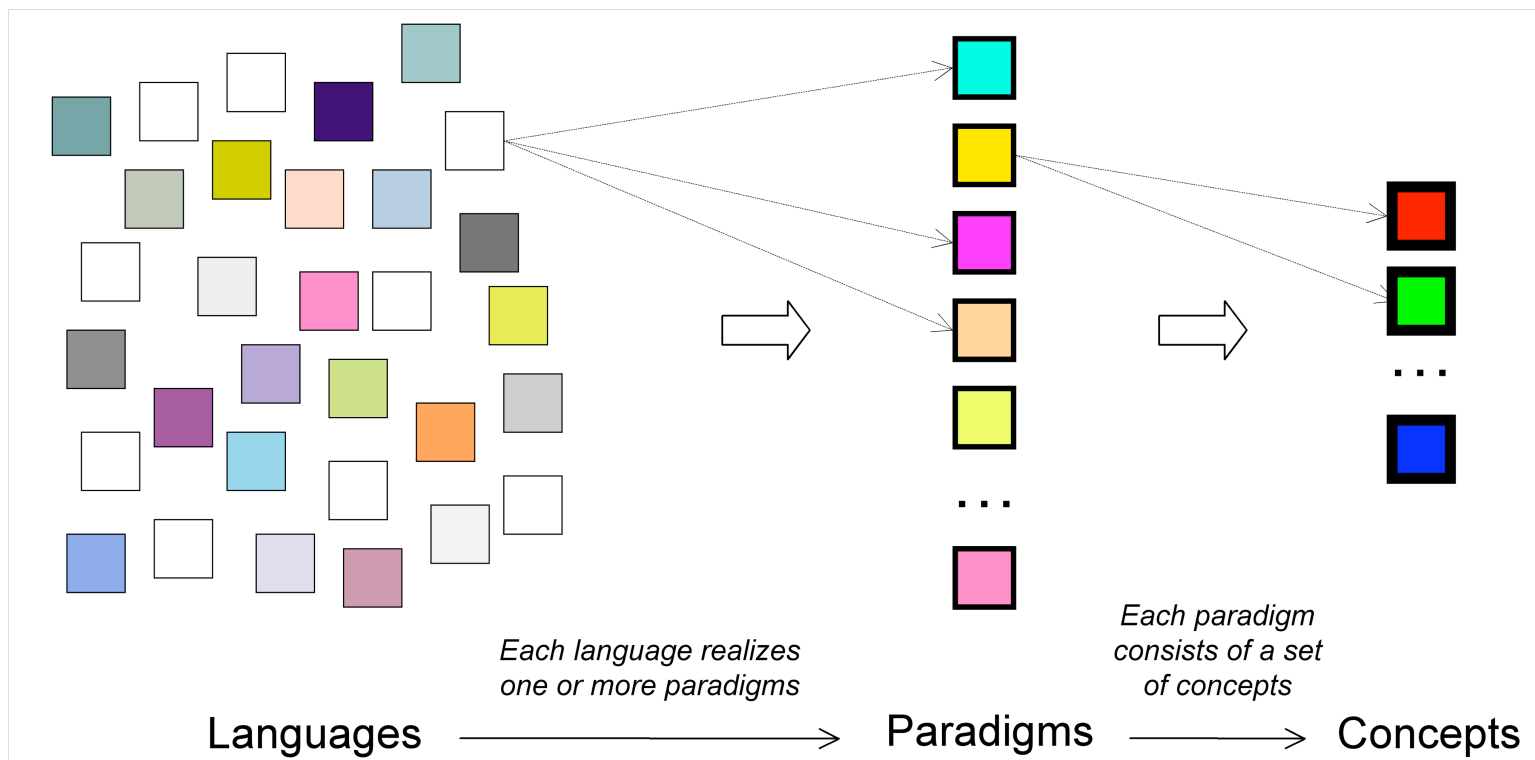 . . .
. . .
Each language realizes
one or more paradigms
Each paradigm
consists of a set
of concepts
Languages
Paradigms
Concepts